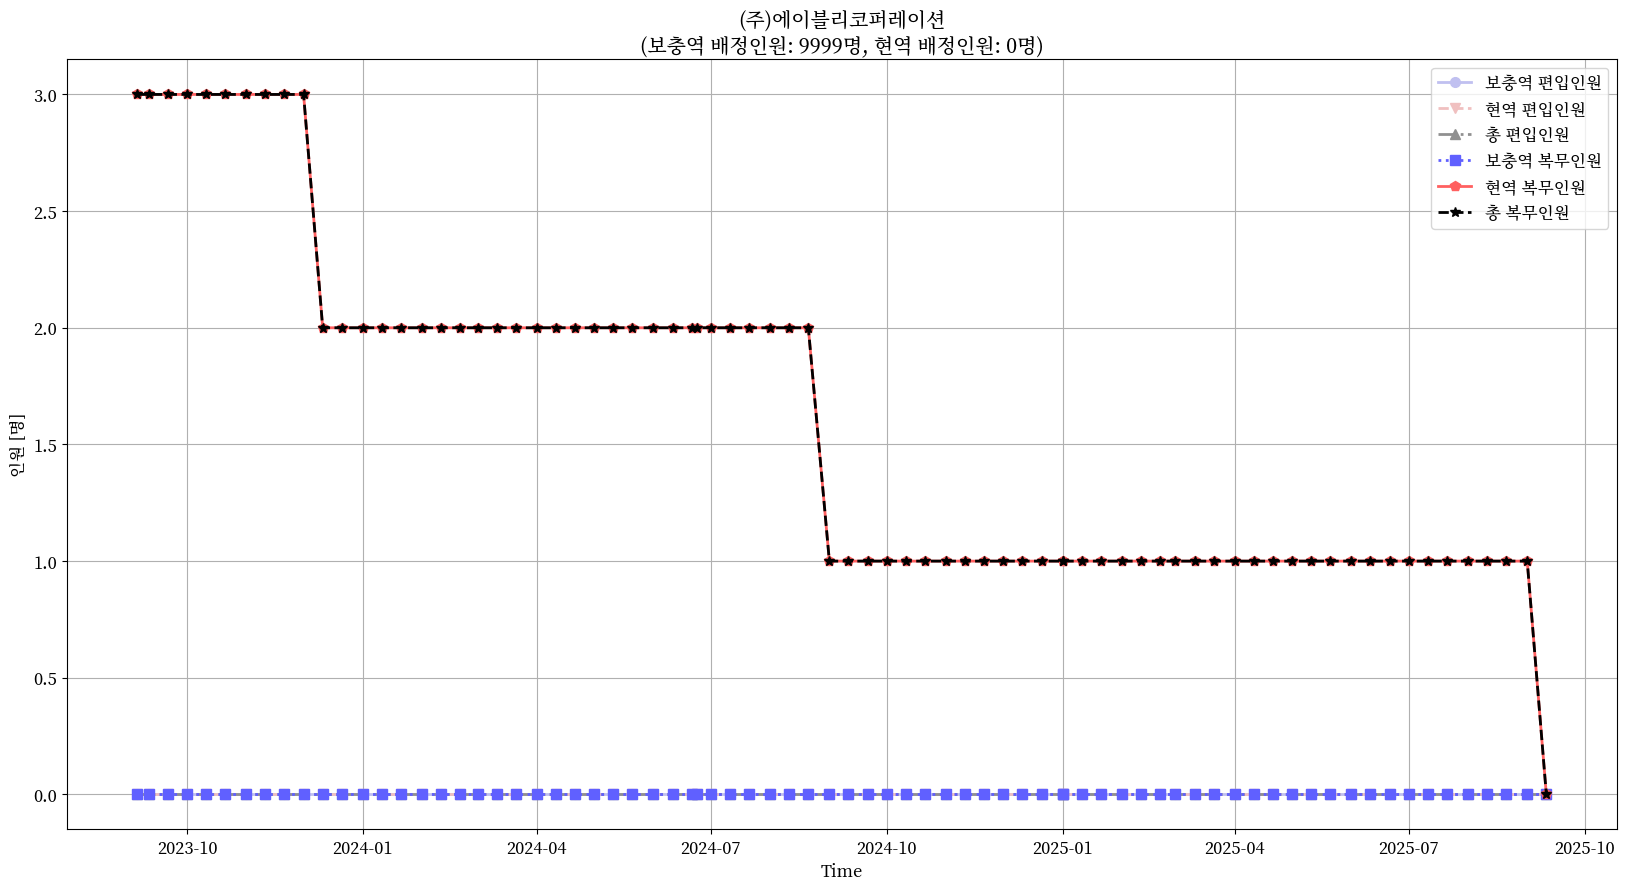 (주)에이블리코퍼레이션
(보충역 배정인원: 9999명, 현역 배정인원: 0명)
보충역 편입인원
현역 편입인원
총 편입인원
보충역 복무인원
현역 복무인원
총 복무인원
인원 [명]
3.0
2.5
2.0
1.5
1.0
0.5
0.0
2023-10 2024-01 2024-04 2024-07 2024-10 2025-01 2025-04 2025-07 2025-10
Time